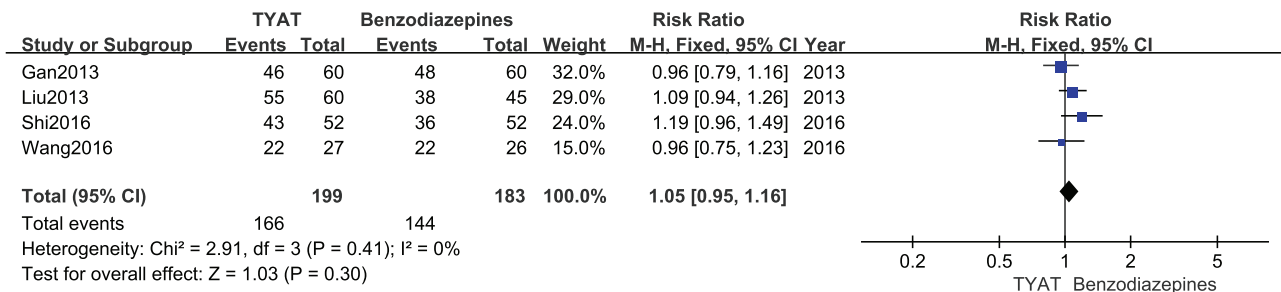 TYAT Benzodiazepines Risk Ratio Risk Ratio
Study or Subgroup Events Total Events Total Weight M-H, Fixed, 95% CI Year M-H, Fixed, 95% CI
Gan2013 46 60 48 60 32.0% 0.96 [0.79, 1.16] 2013
Liu2013 55 60 38 45 29.0% 1.09 [0.94, 1.26] 2013
Shi2016 43 52 36 52 24.0% 1.19 [0.96, 1.49] 2016
Wang2016 22 27 22 26 15.0% 0.96 [0.75, 1.23] 2016
Total (95% CI) 199 183 100.0% 1.05 [0.95, 1.16]
Total events 166 144
Heterogeneity: Chi² = 2.91, df = 3 (P = 0.41); I² = 0%
Test for overall effect: Z = 1.03 (P = 0.30)
0.2 0.5 1 2 5
TYAT Benzodiazepines